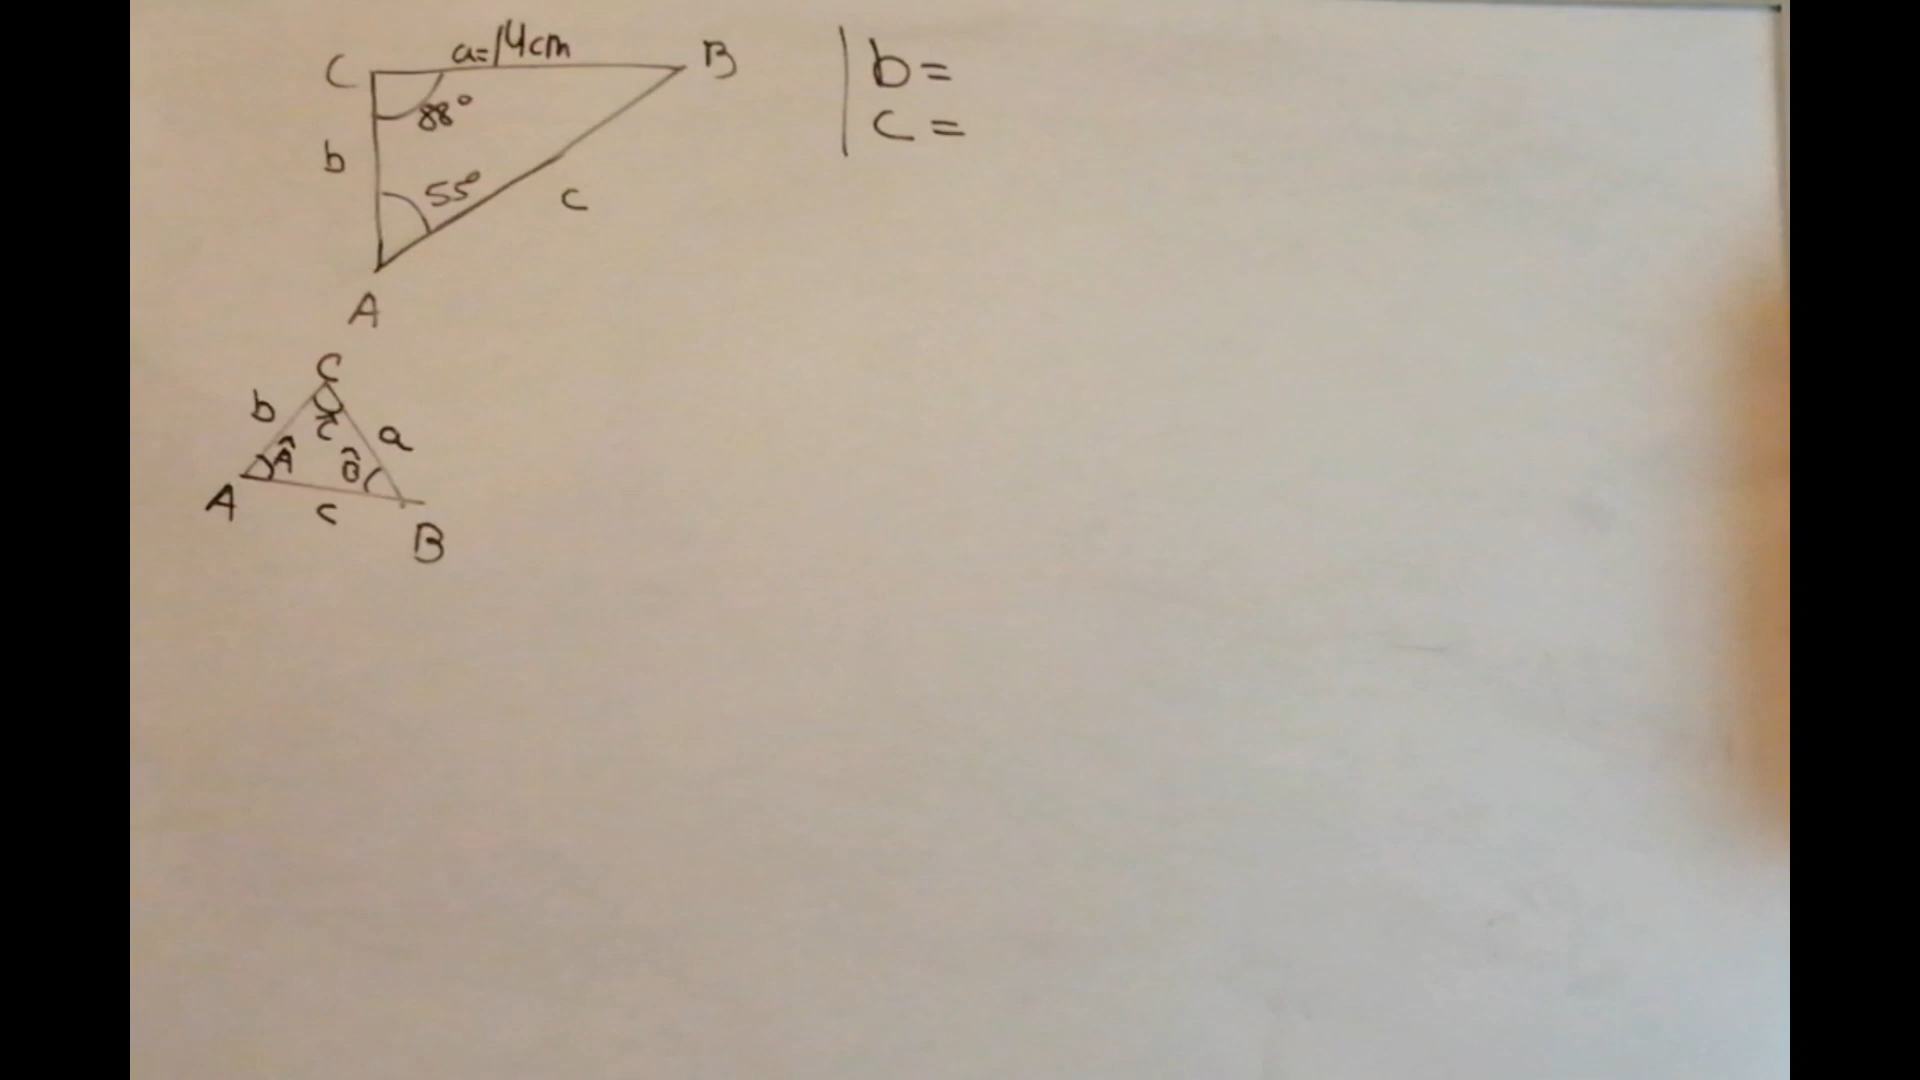 C a=14cm B
88°
b
55°
c
A
b=
c=
C
b ĉ a
Â B̂
A c B